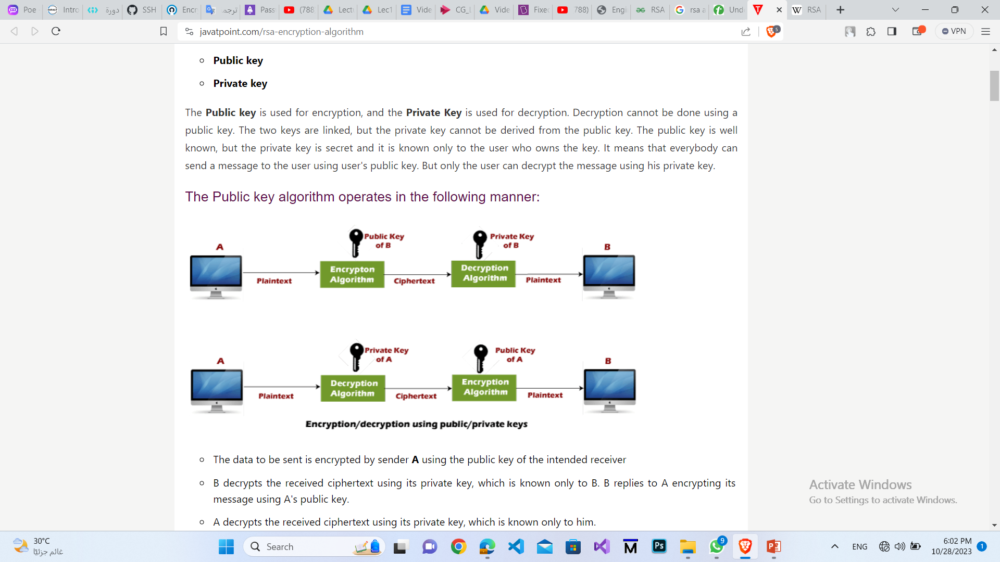 Poe
Intro
دورة
SSH
Encr
ترجم
Pass
(788
Lect
Lec1
Vide
CG_L
Vide
Fixed
788)
Engi
RSA
rsa a
Und
RSA
javatpoint.com/rsa-encryption-algorithm
5
VPN
Public key
Private key
The Public key is used for encryption, and the Private Key is used for decryption. Decryption cannot be done using a
public key. The two keys are linked, but the private key cannot be derived from the public key. The public key is well
known, but the private key is secret and it is known only to the user who owns the key. It means that everybody can
send a message to the user using user's public key. But only the user can decrypt the message using his private key.
The Public key algorithm operates in the following manner:
Public Key
of B
Private Key
of B
A
B
Encrypton
Algorithm
Decryption
Algorithm
Plaintext
Ciphertext
Plaintext
Private Key
of A
Public Key
of A
A
B
Decryption
Algorithm
Encryption
Algorithm
Plaintext
Ciphertext
Plaintext
Encryption/decryption using public/private keys
The data to be sent is encrypted by sender A using the public key of the intended receiver
B decrypts the received ciphertext using its private key, which is known only to B. B replies to A encrypting its
message using A's public key.
A decrypts the received ciphertext using its private key, which is known only to him.
Activate Windows
Go to Settings to activate Windows.
30°C
غائم جزئيًا
Search
Ps
9
ENG
6:02 PM
10/28/2023
1